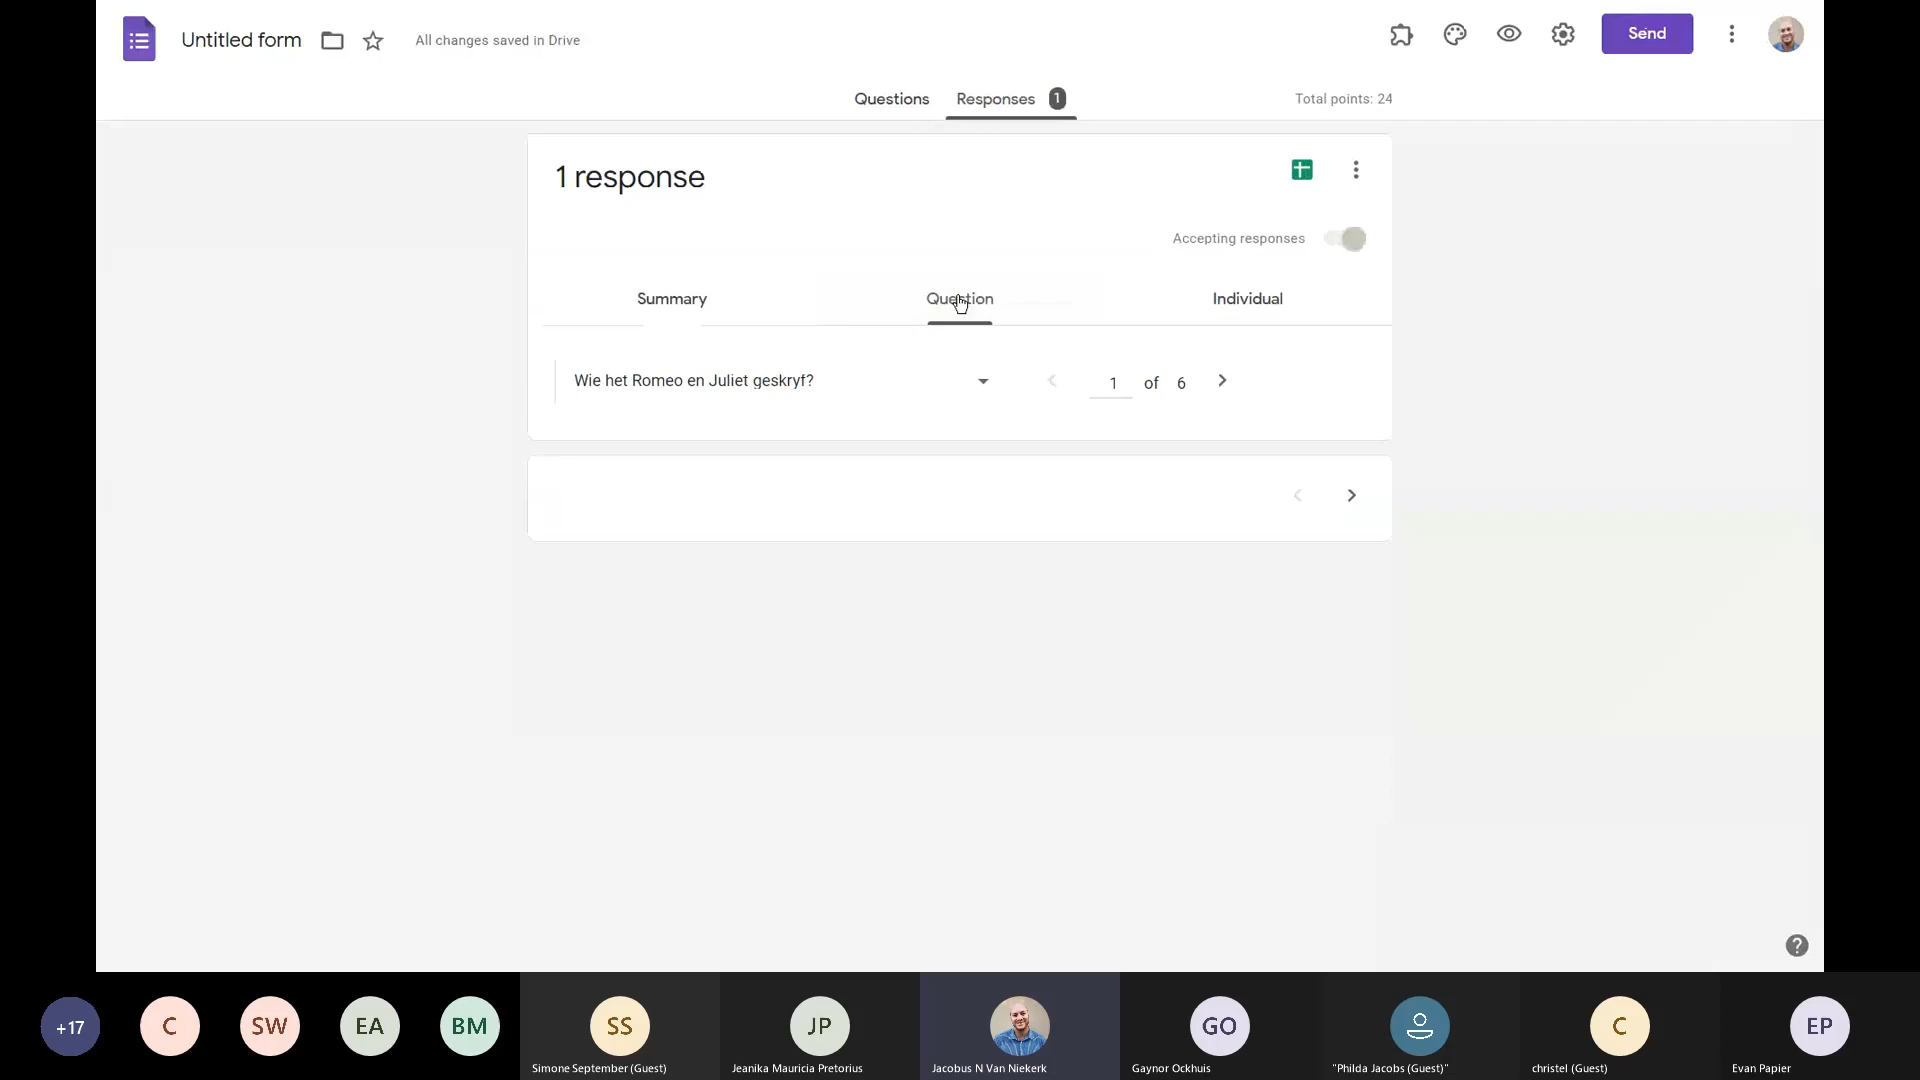 Untitled form
All changes saved in Drive
Send
Questions
Responses 1
Total points: 24
1 response
Accepting responses
Summary
Question
Individual
Wie het Romeo en Juliet geskryf?
1 of 6
+17
C
SW
EA
BM
SS
JP
GO
C
EP
Simone September (Guest)
Jeanika Mauricia Pretorius
Jacobus N Van Niekerk
Gaynor Ockhuis
"Philda Jacobs (Guest)"
christel (Guest)
Evan Papier